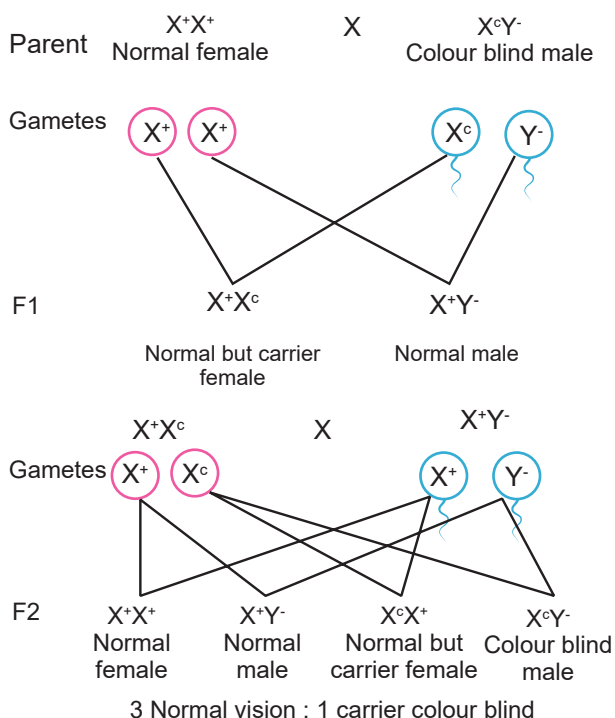 Parent X⁺X⁺ X XᶜY⁻
Normal female Colour blind male
Gametes X⁺ X⁺ Xᶜ Y⁻
F1 X⁺Xᶜ X⁺Y⁻
Normal but carrier Normal male
female
X⁺Xᶜ X X⁺Y⁻
Gametes X⁺ Xᶜ X⁺ Y⁻
F2 X⁺X⁺ X⁺Y⁻ XᶜX⁺ XᶜY⁻
Normal Normal Normal but Colour blind
female male carrier female male
3 Normal vision : 1 carrier colour blind